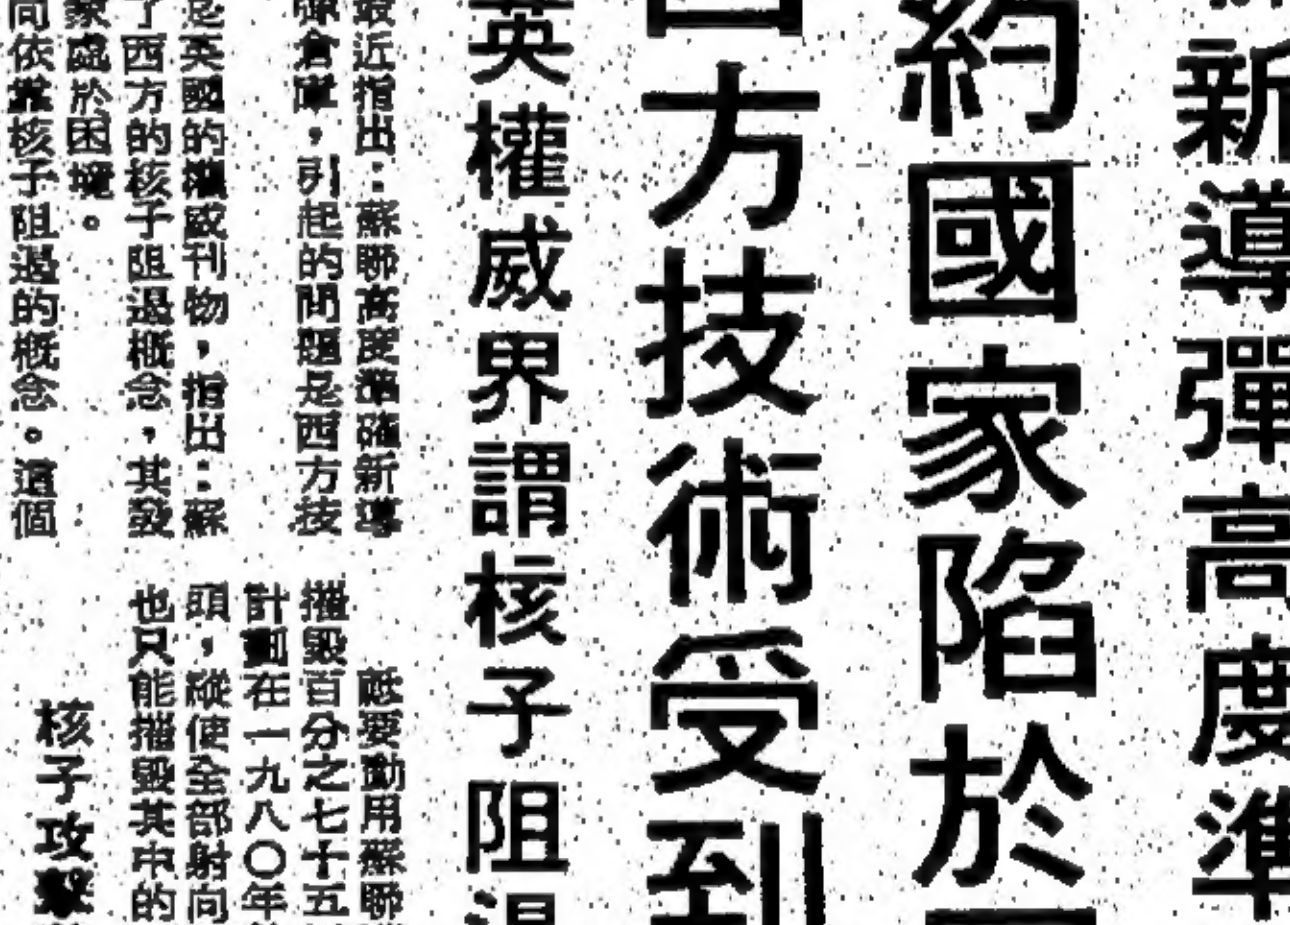 新導彈高度準
約國家陷於
西方技術受到
英權威界謂核子阻遏
最近指出：蘇聯高度準確新導
彈倉庫，引起的問題是西方技
是英國的權威刊物，指出：蘇
了西方的核子阻遏概念，其發
家處於困境。
同依靠核子阻遏的概念。這個
祗要動用蘇聯
摧毀百分之七十五
計劃在一九八〇年
頭，縱使全部射向
也只能摧毀其中的
核子攻擊